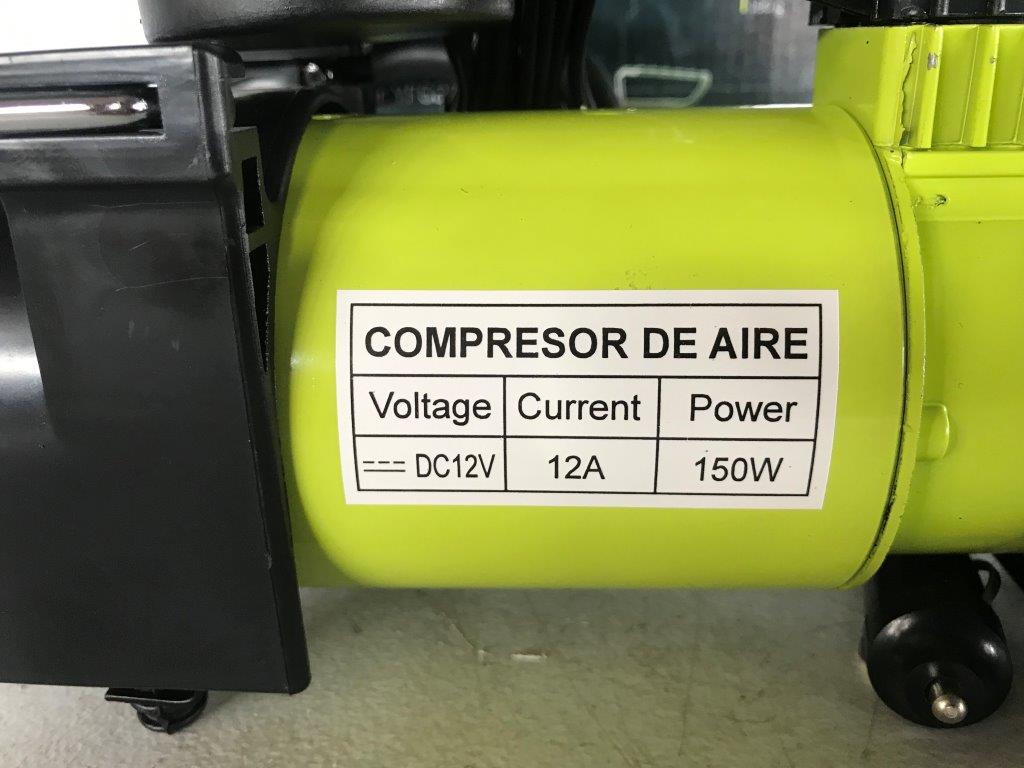 COMPRESOR DE AIRE
Voltage Current Power
DC12V 12A 150W